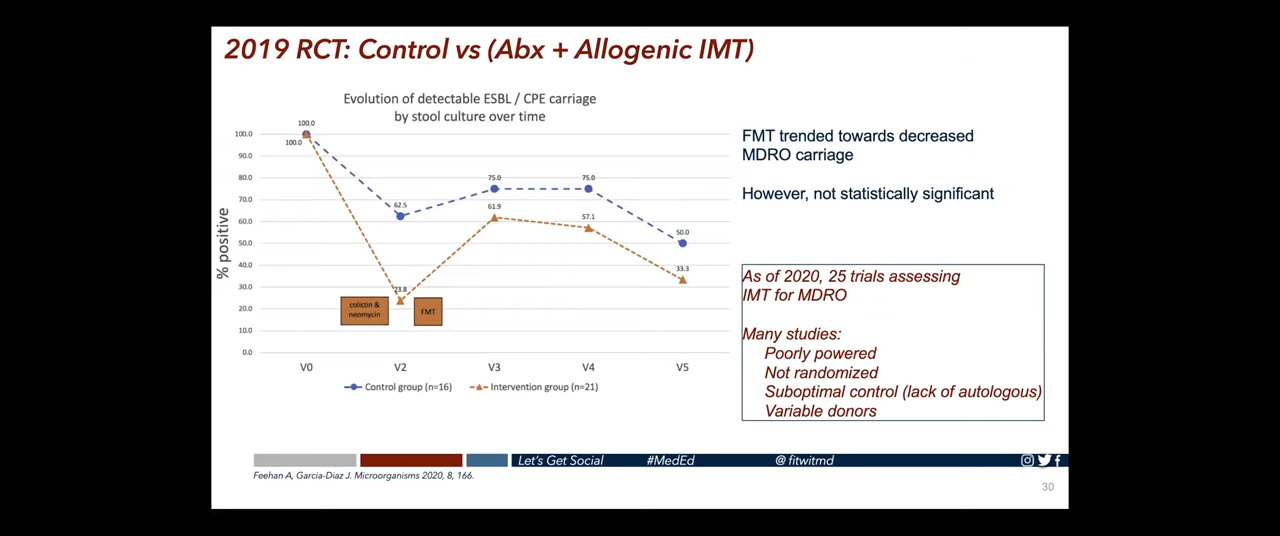 2019 RCT: Control vs (Abx + Allogenic IMT)
Evolution of detectable ESBL / CPE carriage
by stool culture over time
% positive
100.0
90.0
80.0
70.0
60.0
50.0
40.0
30.0
20.0
10.0
0.0
100.0
100.0
62.5
75.0
75.0
50.0
23.8
61.9
57.1
33.3
colistin &
neomycin
FMT
V0 V2 V3 V4 V5
Control group (n=16) Intervention group (n=21)
FMT trended towards decreased
MDRO carriage
However, not statistically significant
As of 2020, 25 trials assessing
IMT for MDRO
Many studies:
Poorly powered
Not randomized
Suboptimal control (lack of autologous)
Variable donors
Let's Get Social #MedEd @ fitwitmd
Feehan A, Garcia-Diaz J. Microorganisms 2020, 8, 166.
30